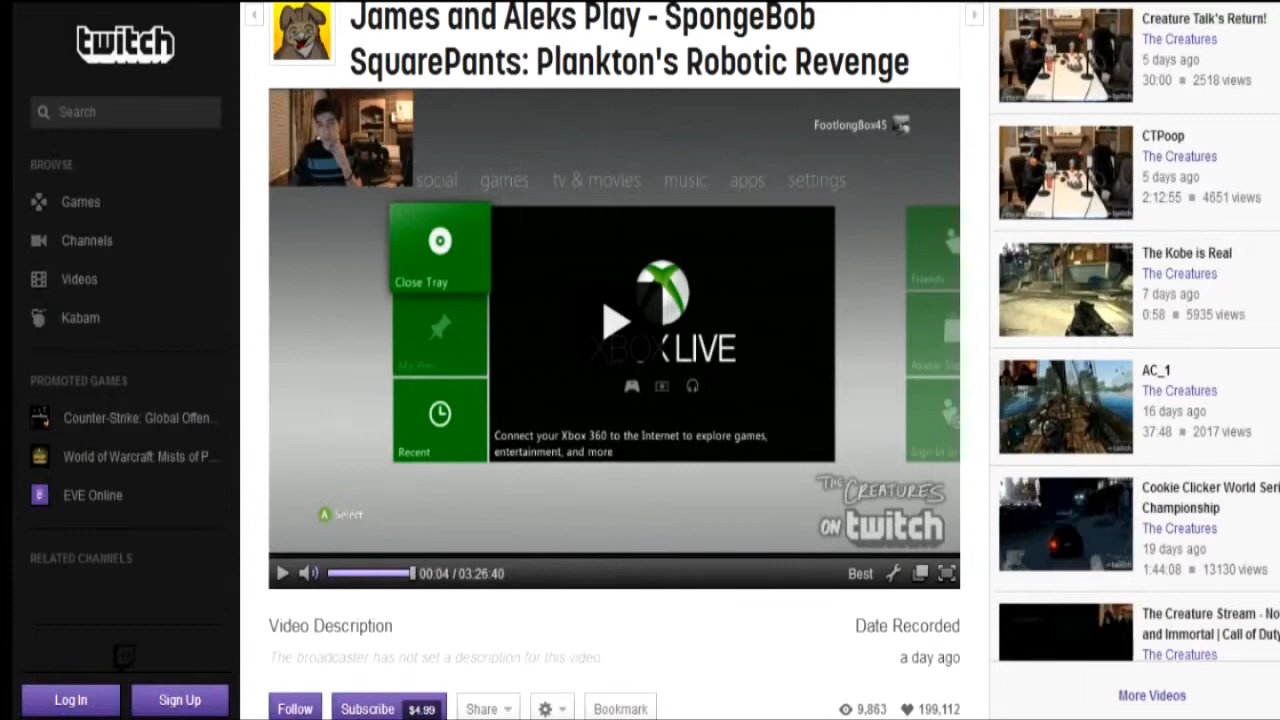 twitch
Search
BROWSE
Games
Channels
Videos
Kabam
PROMOTED GAMES
Counter-Strike: Global Offen...
World of Warcraft: Mists of P...
EVE Online
RELATED CHANNELS
Log In
Sign Up
James and Aleks Play - SpongeBob
SquarePants: Plankton's Robotic Revenge
FootlongBox45
social games tv & movies music apps settings
Close Tray
My Pins
Recent
XBOX LIVE
Connect your Xbox 360 to the Internet to explore games,
entertainment, and more
Friends
Sign In
A Select
THE CREATURES
ON twitch
00:04 / 03:26:40
Best
Video Description
Date Recorded
The broadcaster has not set a description for this video
a day ago
Follow
Subscribe $4.99
Share
Bookmark
9,863
199,112
Creature Talk's Return!
The Creatures
5 days ago
30:00 2518 views
CTPoop
The Creatures
5 days ago
2:12:55 4651 views
The Kobe is Real
The Creatures
7 days ago
0:58 5935 views
AC_1
The Creatures
16 days ago
37:48 2017 views
Cookie Clicker World Seri
Championship
The Creatures
19 days ago
1:44:08 13130 views
The Creature Stream - No
and Immortal | Call of Duty
The Creatures
More Videos